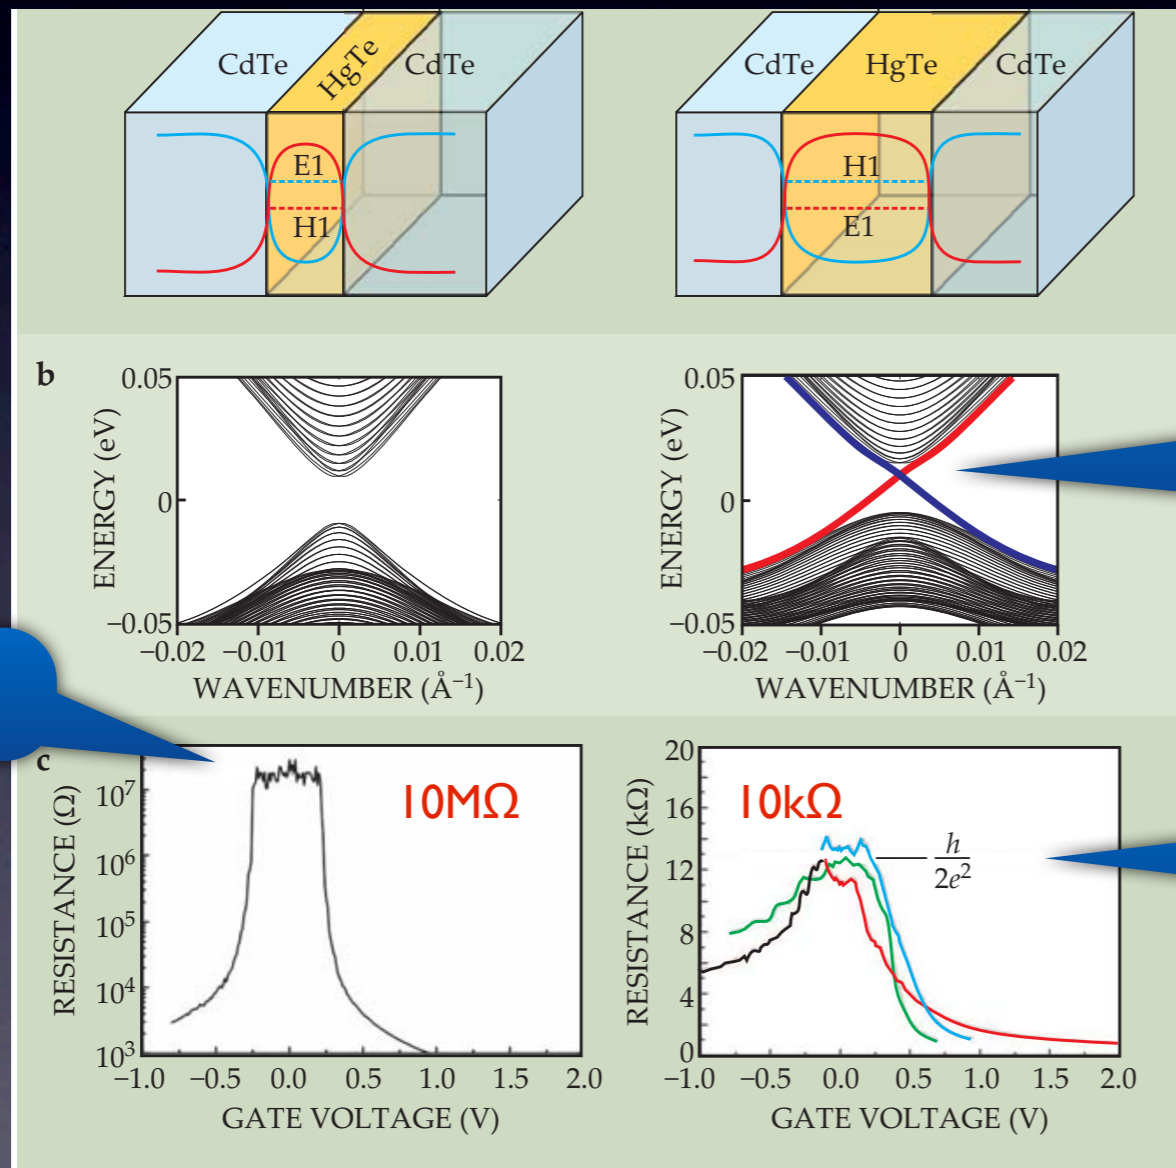 CdTe HgTe CdTe
E1
H1
CdTe HgTe CdTe
H1
E1
b
ENERGY (eV)
0.05
0
−0.05
−0.02 −0.01 0 0.01 0.02
WAVENUMBER (Å⁻¹)
ENERGY (eV)
0.05
0
−0.05
−0.02 −0.01 0 0.01 0.02
WAVENUMBER (Å⁻¹)
c
RESISTANCE (Ω)
10⁷
10⁶
10⁵
10⁴
10³
10MΩ
−1.0 −0.5 0.0 0.5 1.0 1.5 2.0
GATE VOLTAGE (V)
RESISTANCE (kΩ)
20
16
12
8
4
0
10kΩ
h
2e²
−1.0 −0.5 0.0 0.5 1.0 1.5 2.0
GATE VOLTAGE (V)